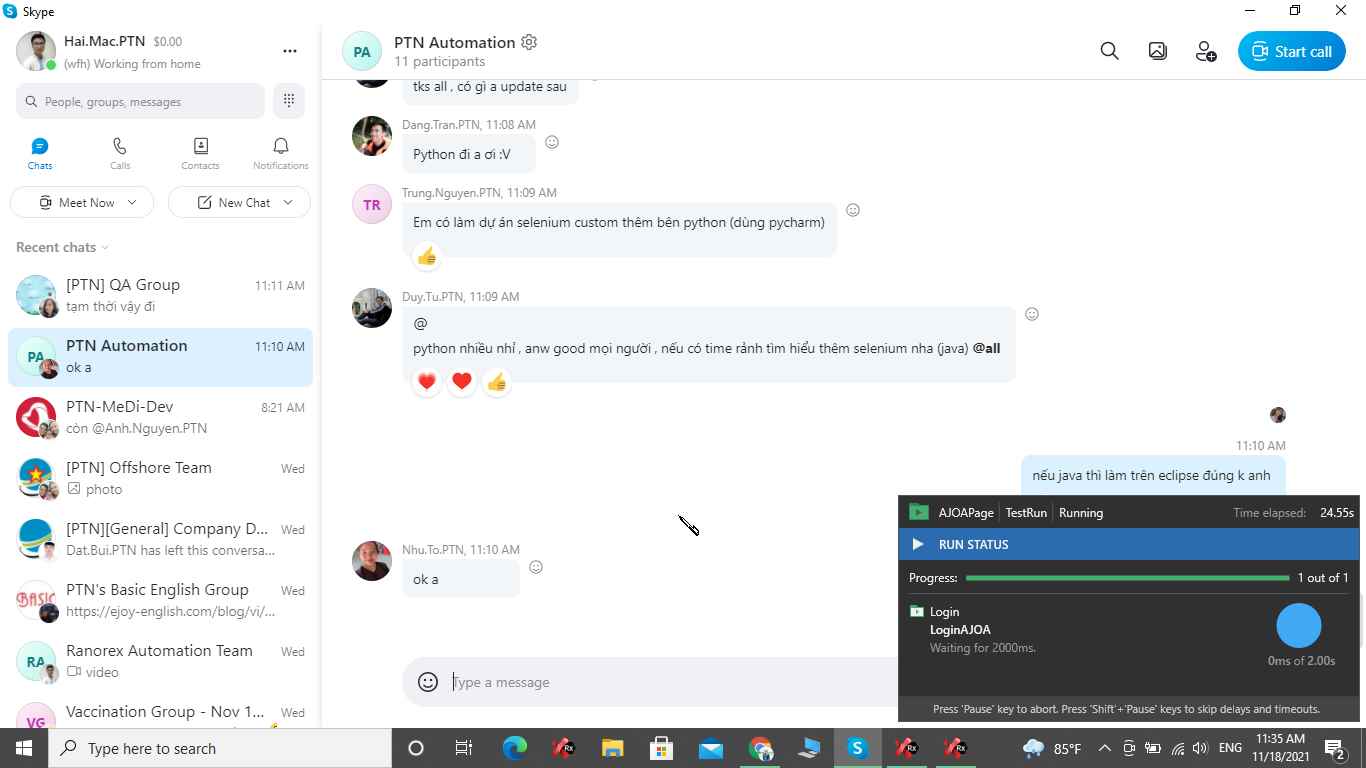 Skype
Hai.Mac.PTN $0.00
(wfh) Working from home
People, groups, messages
Chats
Calls
Contacts
Notifications
Meet Now
New Chat
Recent chats
[PTN] QA Group 11:11 AM
tạm thời vậy đi
PA
PTN Automation 11:10 AM
ok a
PTN-MeDi-Dev 8:21 AM
còn @Anh.Nguyen.PTN
[PTN] Offshore Team Wed
photo
[PTN][General] Company D... Wed
Dat.Bui.PTN has left this conversa...
BASIC
PTN's Basic English Group Wed
https://ejoy-english.com/blog/vi/...
RA
Ranorex Automation Team Wed
video
VG
Vaccination Group - Nov 1... Wed
PA
PTN Automation
11 participants
Start call
tks all , có gì a update sau
Dang.Tran.PTN, 11:08 AM
Python đi a ơi :V
TR
Trung.Nguyen.PTN, 11:09 AM
Em có làm dự án selenium custom thêm bên python (dùng pycharm)
Duy.Tu.PTN, 11:09 AM
@
python nhiều nhỉ , anw good mọi người , nếu có time rảnh tìm hiểu thêm selenium nha (java) @all
11:10 AM
nếu java thì làm trên eclipse đúng k anh
Nhu.To.PTN, 11:10 AM
ok a
Type a message
AJOAPage TestRun Running Time elapsed: 24.55s
RUN STATUS
Progress: 1 out of 1
Login
LoginAJOA
Waiting for 2000ms.
0ms of 2.00s
Press 'Pause' key to abort. Press 'Shift'+'Pause' keys to skip delays and timeouts.
Type here to search
Rx
S
Rx
Rx
85°F
ENG
11:35 AM
11/18/2021
2